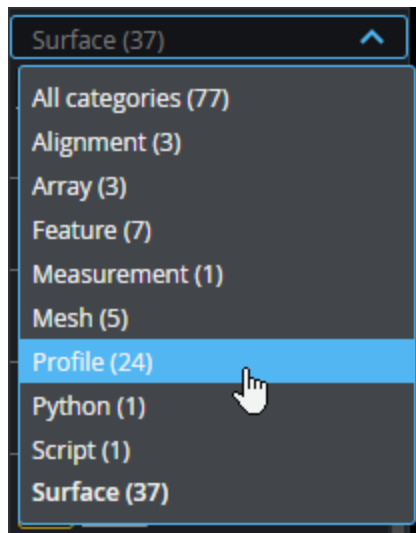 Surface (37)
All categories (77)
Alignment (3)
Array (3)
Feature (7)
Measurement (1)
Mesh (5)
Profile (24)
Python (1)
Script (1)
Surface (37)